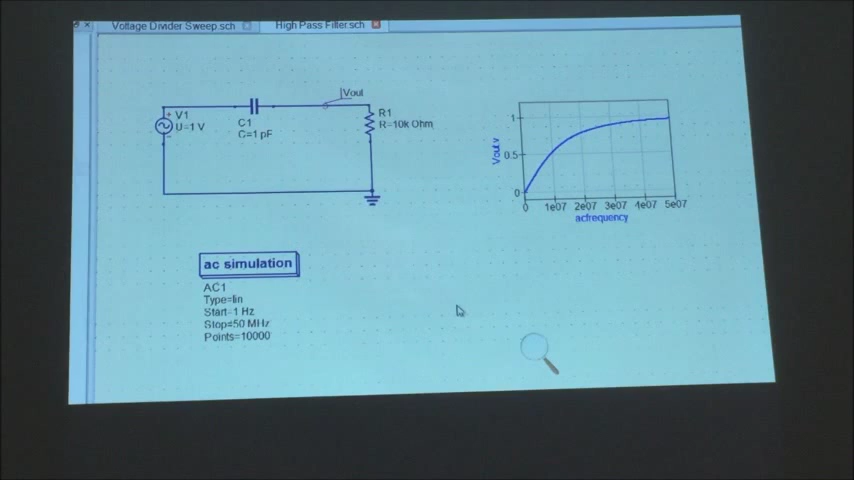 Voltage Divider Sweep.sch
High Pass Filter.sch
Vout
V1
U=1 V
C1
C=1 pF
R1
R=10k Ohm
Vout.v
1
0.5
0
0 1e07 2e07 3e07 4e07 5e07
acfrequency
ac simulation
AC1
Type=lin
Start=1 Hz
Stop=50 MHz
Points=10000